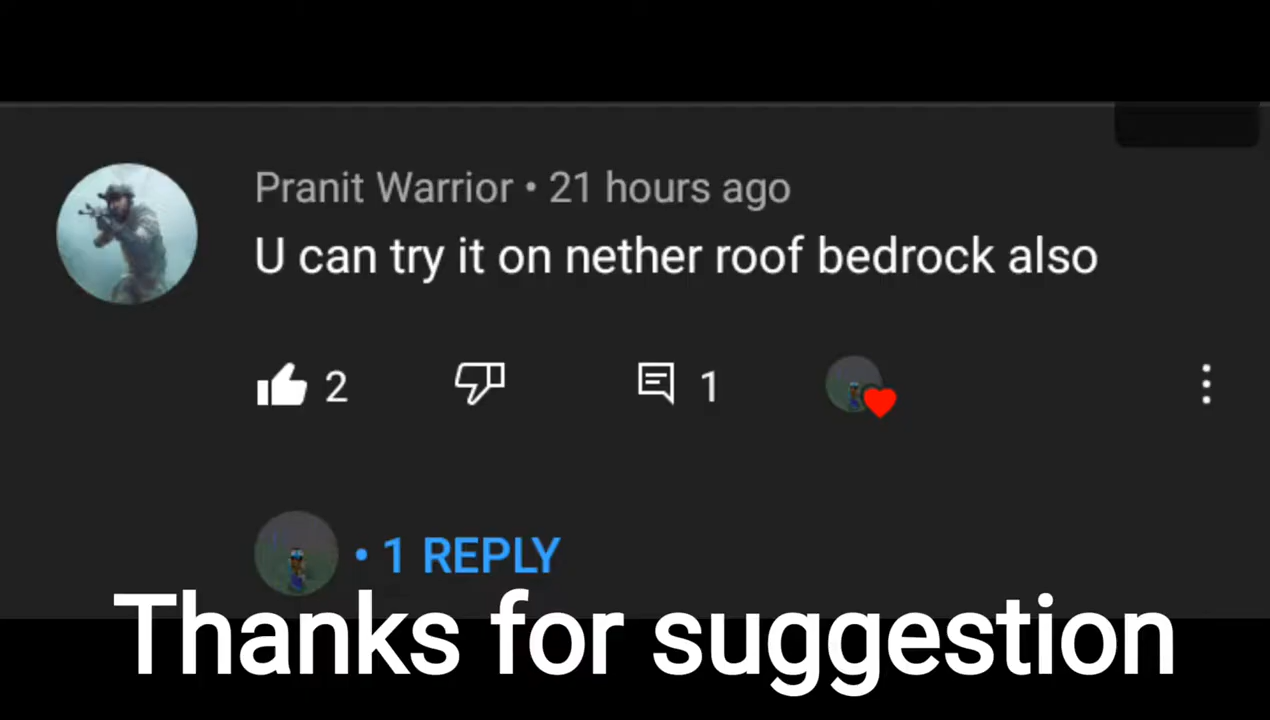 Pranit Warrior • 21 hours ago
U can try it on nether roof bedrock also
2 1
• 1 REPLY
Thanks for suggestion